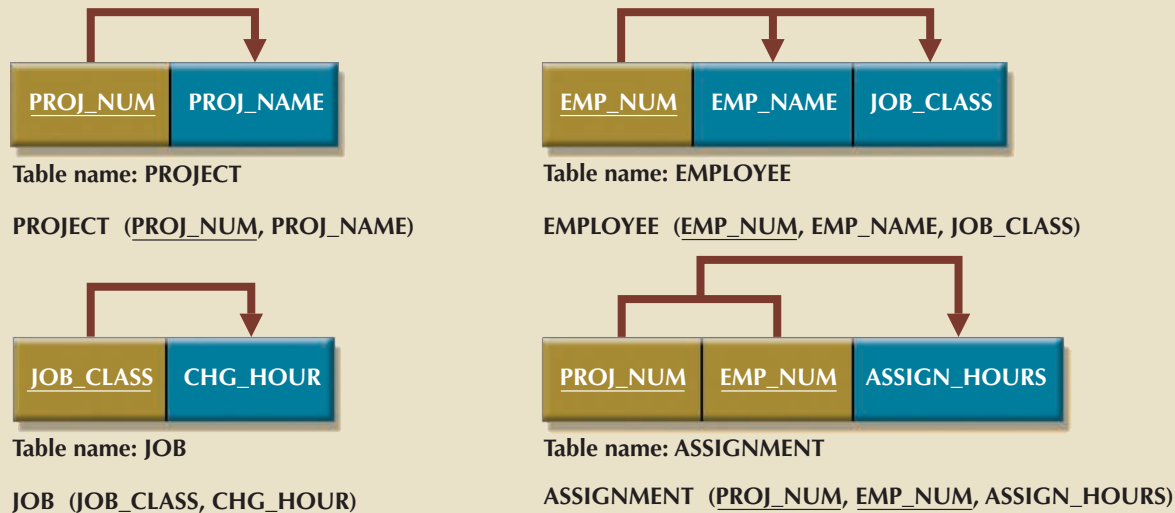 PROJ_NUM PROJ_NAME
Table name: PROJECT
PROJECT (PROJ_NUM, PROJ_NAME)
EMP_NUM EMP_NAME JOB_CLASS
Table name: EMPLOYEE
EMPLOYEE (EMP_NUM, EMP_NAME, JOB_CLASS)
JOB_CLASS CHG_HOUR
Table name: JOB
JOB (JOB_CLASS, CHG_HOUR)
PROJ_NUM EMP_NUM ASSIGN_HOURS
Table name: ASSIGNMENT
ASSIGNMENT (PROJ_NUM, EMP_NUM, ASSIGN_HOURS)